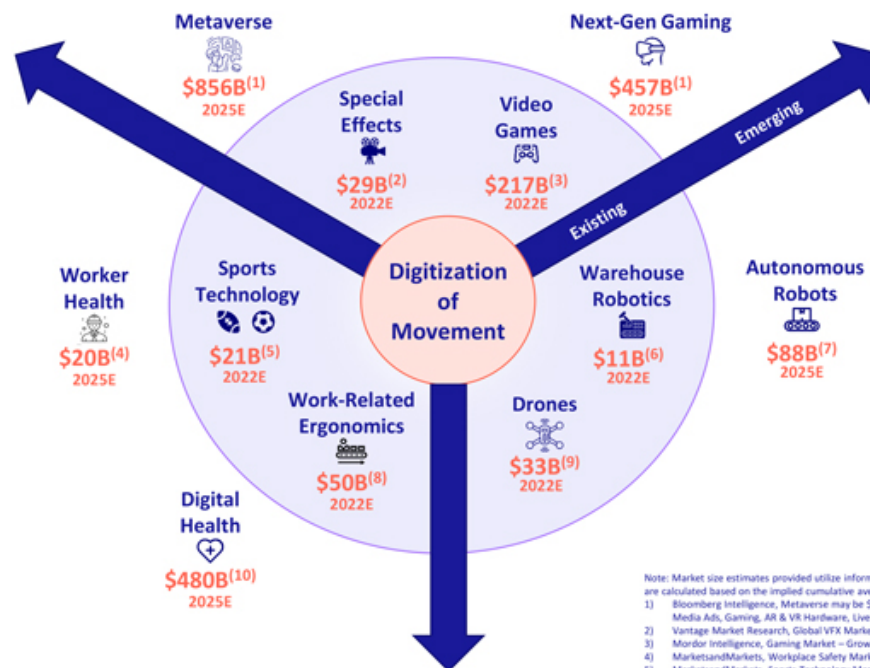 Metaverse
$856B(1)
2025E
Next-Gen Gaming
$457B(1)
2025E
Special
Effects
$29B(2)
2022E
Video
Games
$217B(3)
2022E
Emerging
Existing
Digitization
of
Movement
Worker
Health
$20B(4)
2025E
Sports
Technology
$21B(5)
2022E
Warehouse
Robotics
$11B(6)
2022E
Autonomous
Robots
$88B(7)
2025E
Work-Related
Ergonomics
$50B(8)
2022E
Drones
$33B(9)
2022E
Digital
Health
$480B(10)
2025E
Note: Market size estimates provided utilize inform
are calculated based on the implied cumulative ave
1) Bloomberg Intelligence, Metaverse may be $
Media Ads, Gaming, AR & VR Hardware, Live
2) Vantage Market Research, Global VFX Marke
3) Mordor Intelligence, Gaming Market – Grow
4) MarketsandMarkets, Workplace Safety Mark